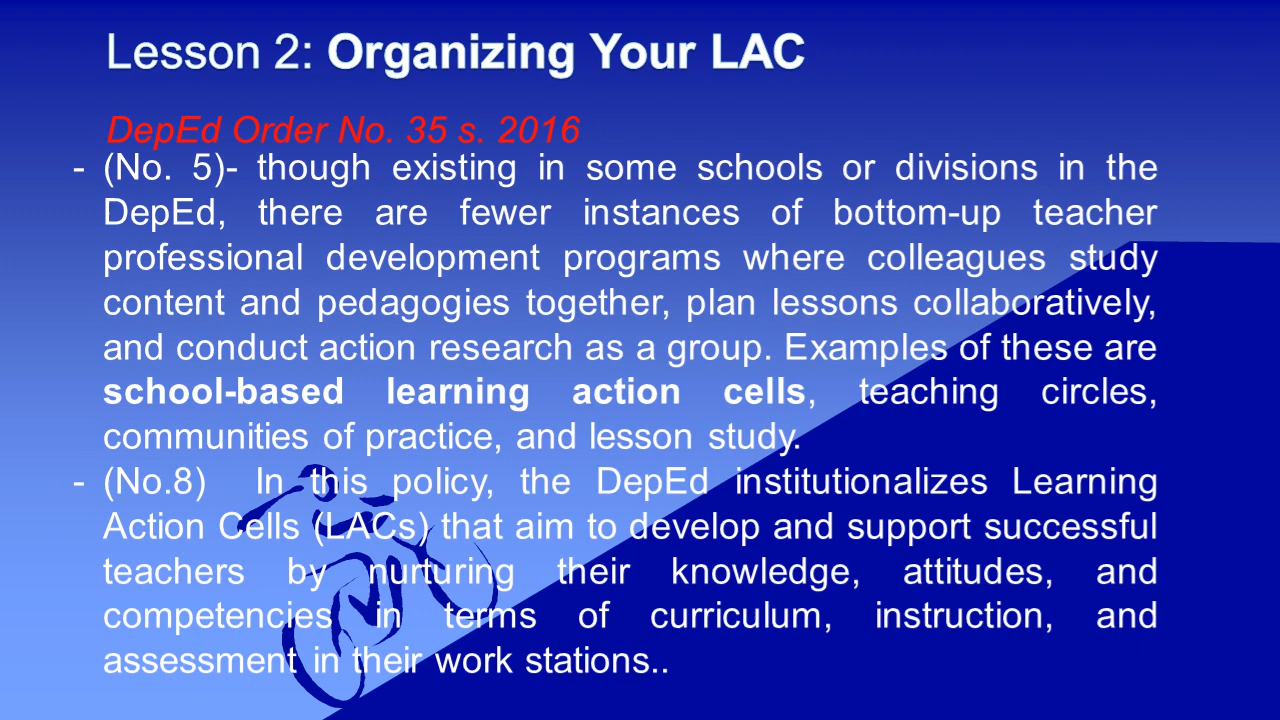 Lesson 2: Organizing Your LAC
DepEd Order No. 35 s. 2016
- (No. 5)- though existing in some schools or divisions in the
DepEd, there are fewer instances of bottom-up teacher
professional development programs where colleagues study
content and pedagogies together, plan lessons collaboratively,
and conduct action research as a group. Examples of these are
school-based learning action cells, teaching circles,
communities of practice, and lesson study.
- (No.8) In this policy, the DepEd institutionalizes Learning
Action Cells (LACs) that aim to develop and support successful
teachers by nurturing their knowledge, attitudes, and
competencies in terms of curriculum, instruction, and
assessment in their work stations..